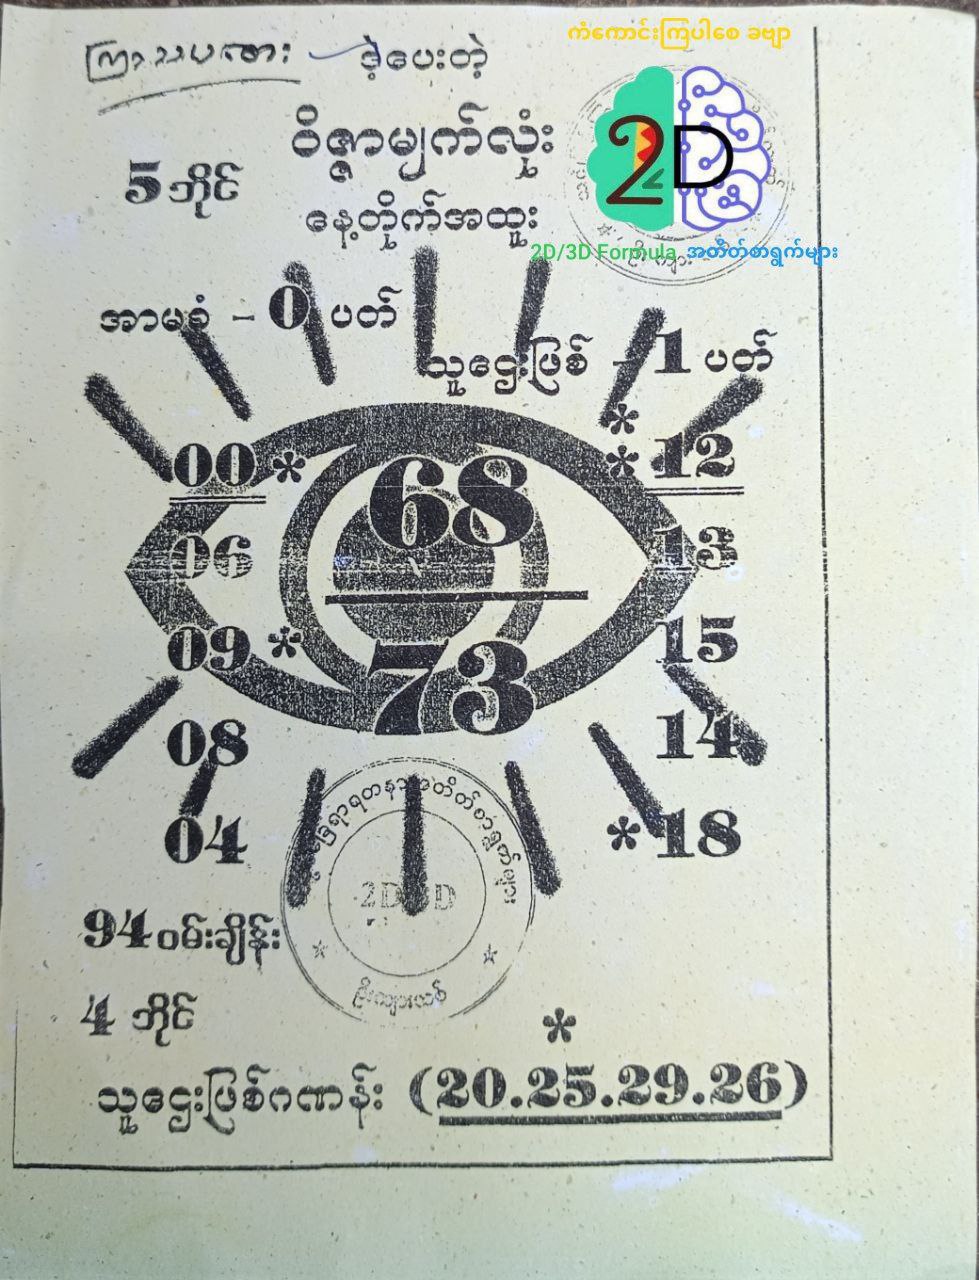 ကံကောင်းကြပါစေ ခဗျာ
ကြာသပတေး - ဒဲ့ပေးတဲ့
2D
ဝိဇ္ဇာမျက်လုံး
5 ဘိုင်
နေ့တိုက်အထူး
2D/3D Formula အတိတ်စာရွက်များ
အာမခံ - 0 ပတ်
သူဌေးဖြစ် - 1 ပတ်
*
00 * 68 * 12
06 13
09 * 73 15
08 14
04 * 18
2D 3D
94 ဝမ်းချိန်း
4 ဘိုင်
*
သူဌေးဖြစ်ဂဏန်း (20.25.29.26)